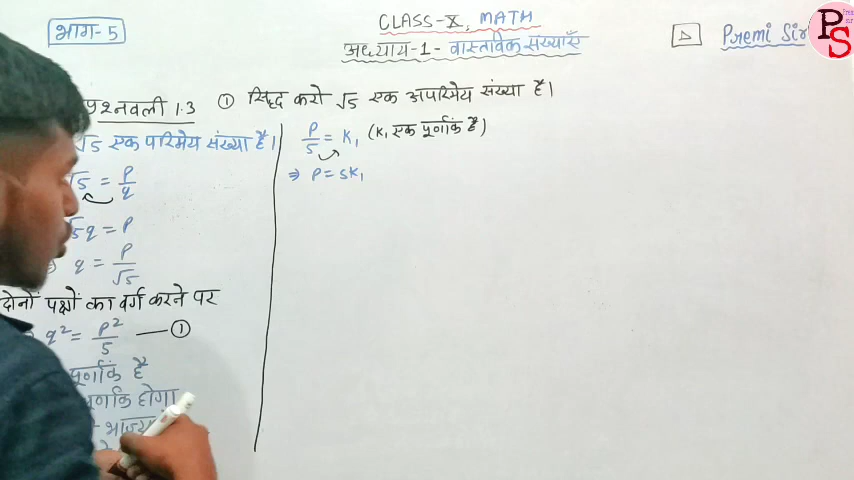 भाग-5
CLASS-X, MATH
अध्याय-1- वास्तविक संख्याएँ
Premi Sir
PS
प्रश्नवली 1.3 ① सिद्ध करो √5 एक अपरिमेय संख्या है।
√5 एक परिमेय संख्या है।
√5 = p/q
√5q = P
q = P/√5
दोनों पक्षों का वर्ग करने पर
q² = p²/5 — ①
पूर्णांक है
पूर्णांक होगा
P/5 = K₁ (K₁ एक पूर्णांक है)
⇒ P = 5K₁